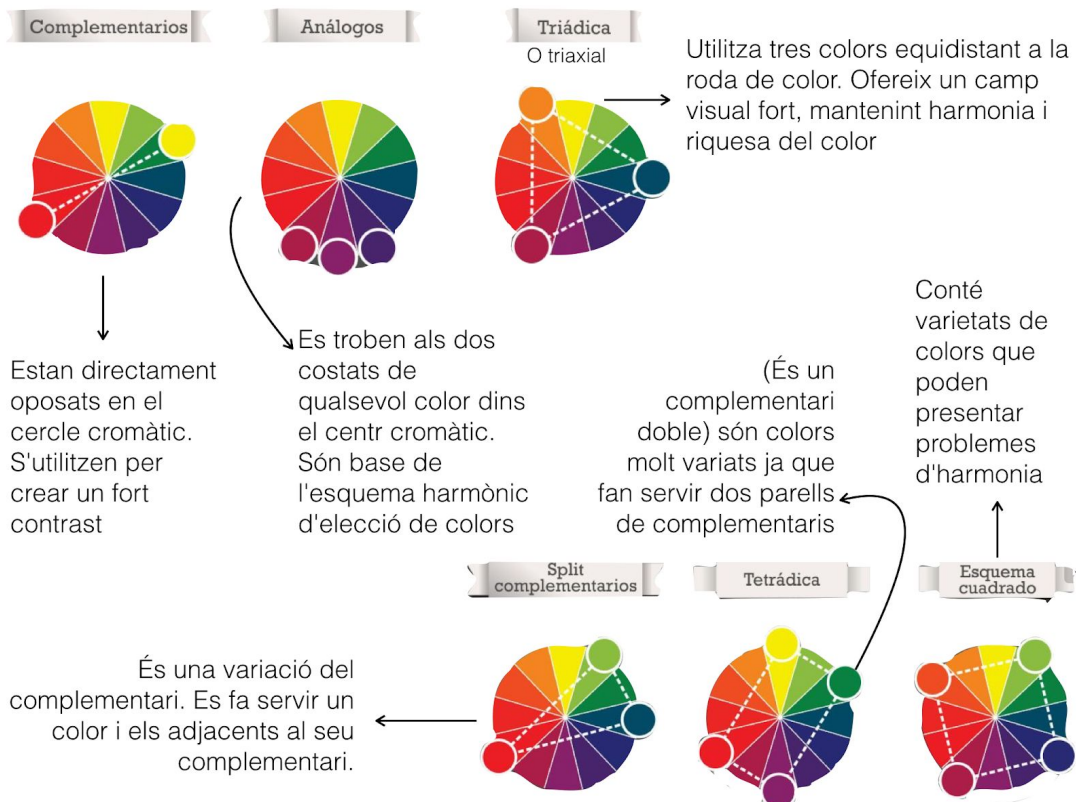 Complementarios
Análogos
Triádica
O triaxial
Utilitza tres colors equidistant a la
roda de color. Ofereix un camp
visual fort, mantenint harmonia i
riquesa del color
Estan directament
oposats en el
cercle cromàtic.
S'utilitzen per
crear un fort
contrast
Es troben als dos
costats de
qualsevol color dins
el centr cromàtic.
Són base de
l'esquema harmònic
d'elecció de colors
(És un
complementari
doble) són colors
molt variats ja que
fan servir dos parells
de complementaris
Conté
varietats de
colors que
poden
presentar
problemes
d'harmonia
Split
complementarios
Tetrádica
Esquema
cuadrado
És una variació del
complementari. Es fa servir un
color i els adjacents al seu
complementari.